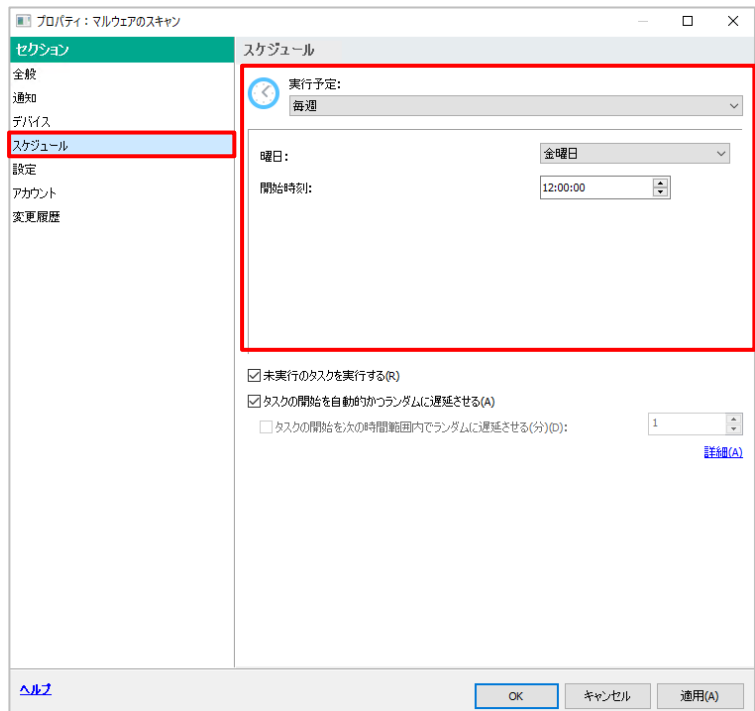 プロパティ：マルウェアのスキャン
セクション
全般
通知
デバイス
スケジュール
設定
アカウント
変更履歴
スケジュール
実行予定:
毎週
曜日:
金曜日
開始時刻:
12:00:00
未実行のタスクを実行する(R)
タスクの開始を自動的かつランダムに遅延させる(A)
タスクの開始を次の時間範囲内でランダムに遅延させる(分)(D):
1
詳細(A)
ヘルプ
OK
キャンセル
適用(A)